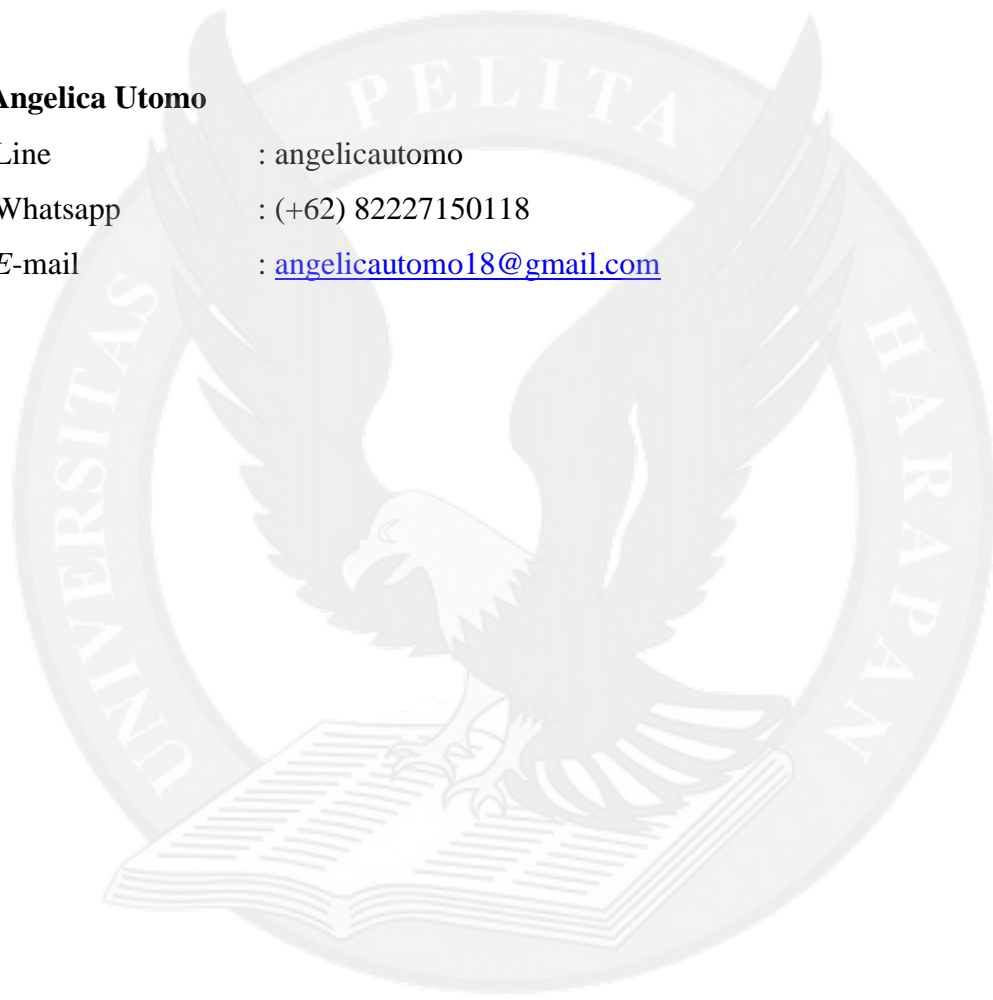 PELITA
UNIVERSITAS
HARAPAN
Angelica Utomo
Line : angelicautomo
Whatsapp : (+62) 82227150118
E-mail : angelicautomo18@gmail.com